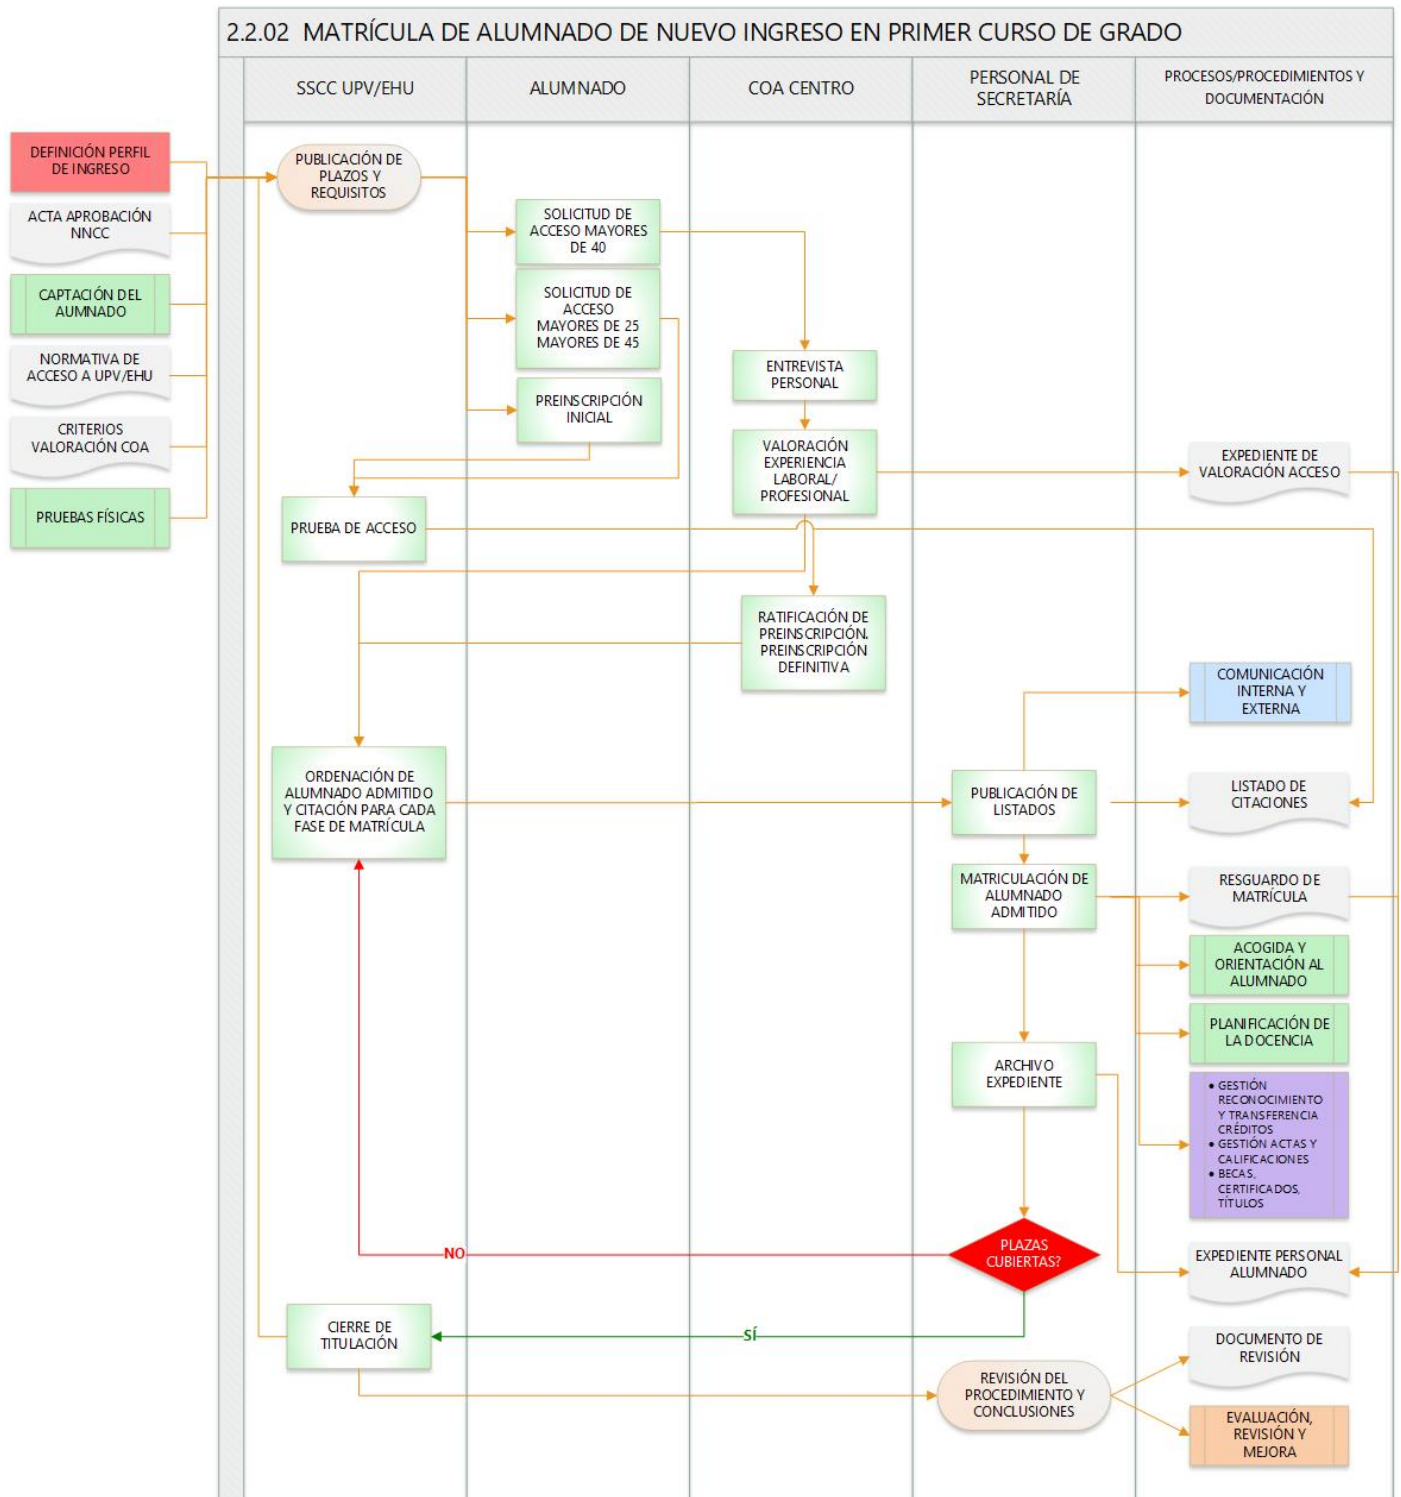 2.2.02 MATRÍCULA DE ALUMNADO DE NUEVO INGRESO EN PRIMER CURSO DE GRADO
SSCC UPV/EHU
ALUMNADO
COA CENTRO
PERSONAL DE
SECRETARÍA
PROCESOS/PROCEDIMIENTOS Y
DOCUMENTACIÓN
DEFINICIÓN PERFIL
DE INGRESO
ACTA APROBACIÓN
NNCC
CAPTACIÓN DEL
AUMNADO
NORMATIVA DE
ACCESO A UPV/EHU
CRITERIOS
VALORACIÓN COA
PRUEBAS FÍSICAS
PUBLICACIÓN DE
PLAZOS Y
REQUISITOS
SOLICITUD DE
ACCESO MAYORES
DE 40
SOLICITUD DE
ACCESO
MAYORES DE 25
MAYORES DE 45
PREINSCRIPCIÓN
INICIAL
ENTREVISTA
PERSONAL
VALORACIÓN
EXPERIENCIA
LABORAL/
PROFESIONAL
EXPEDIENTE DE
VALORACIÓN ACCESO
PRUEBA DE ACCESO
RATIFICACIÓN DE
PREINSCRIPCIÓN.
PREINSCRIPCIÓN
DEFINITIVA
COMUNICACIÓN
INTERNA Y
EXTERNA
ORDENACIÓN DE
ALUMNADO ADMITIDO
Y CITACIÓN PARA CADA
FASE DE MATRÍCULA
PUBLICACIÓN DE
LISTADOS
LISTADO DE
CITACIONES
MATRICULACIÓN DE
ALUMNADO
ADMITIDO
RESGUARDO DE
MATRÍCULA
ACOGIDA Y
ORIENTACIÓN AL
ALUMNADO
PLANIFICACIÓN DE
LA DOCENCIA
ARCHIVO
EXPEDIENTE
• GESTIÓN
RECONOCIMIENTO
Y TRANSFERENCIA
CRÉDITOS
• GESTIÓN ACTAS Y
CALIFICACIONES
• BECAS,
CERTIFICADOS,
TÍTULOS
PLAZAS
CUBIERTAS?
NO
EXPEDIENTE PERSONAL
ALUMNADO
CIERRE DE
TITULACIÓN
SÍ
DOCUMENTO DE
REVISIÓN
REVISIÓN DEL
PROCEDIMIENTO Y
CONCLUSIONES
EVALUACIÓN,
REVISIÓN Y
MEJORA